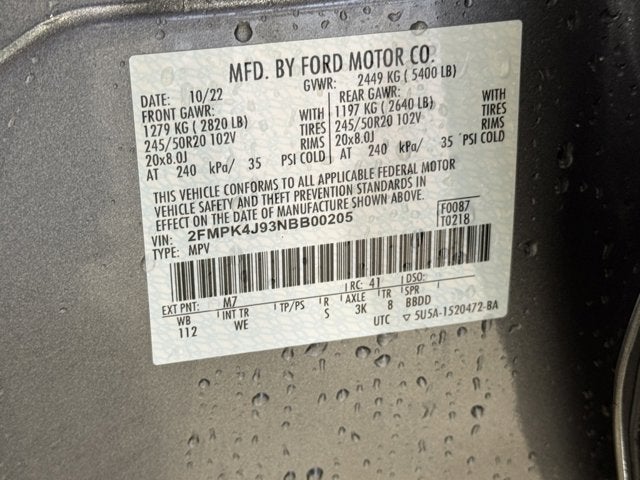 MFD. BY FORD MOTOR CO.
DATE: 10/22 GVWR: 2449 KG ( 5400 LB)
FRONT GAWR: REAR GAWR:
1279 KG ( 2820 LB) WITH 1197 KG ( 2640 LB) WITH
245/50R20 102V TIRES 245/50R20 102V TIRES
20x8.0J RIMS 20x8.0J RIMS
AT 240 kPa/ 35 PSI COLD AT 240 kPa/ 35 PSI COLD
THIS VEHICLE CONFORMS TO ALL APPLICABLE FEDERAL MOTOR
VEHICLE SAFETY AND THEFT PREVENTION STANDARDS IN
EFFECT ON THE DATE OF MANUFACTURE SHOWN ABOVE.
VIN: 2FMPK4J93NBB00205 F0087
TYPE: MPV T0218
EXT PNT: M7 RC: 41 DSO:
WB INT TR TP/PS R AXLE TR SPR
112 WE S 3K 8 BBDD
UTC ▽ 5U5A-1520472-BA